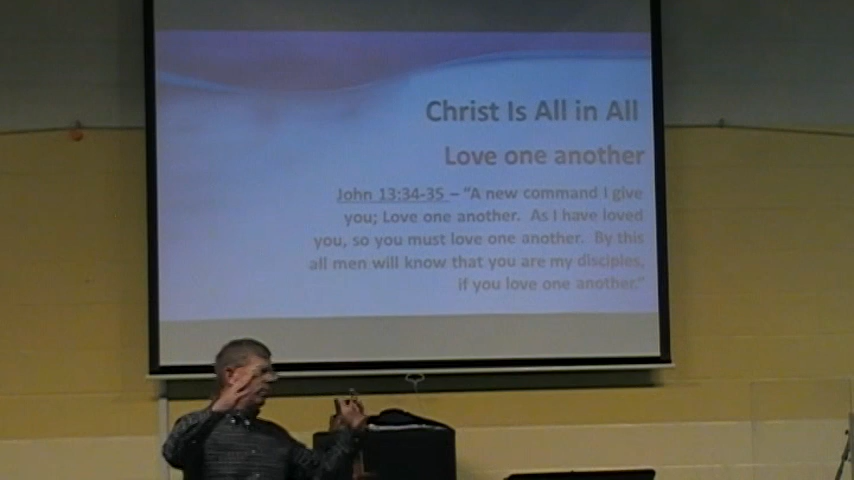 Christ Is All in All
Love one another
John 13:34-35 – "A new command I give
you; Love one another. As I have loved
you, so you must love one another. By this
all men will know that you are my disciples,
if you love one another."